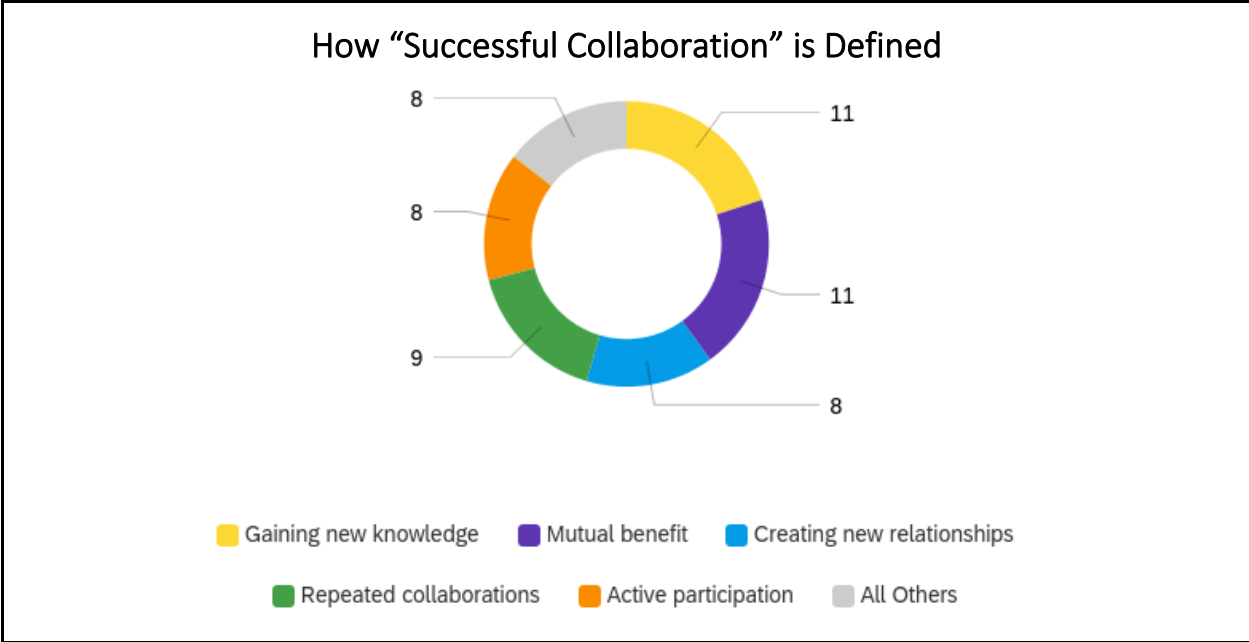 How “Successful Collaboration” is Defined
8
11
8
11
9
8
Gaining new knowledge
Mutual benefit
Creating new relationships
Repeated collaborations
Active participation
All Others